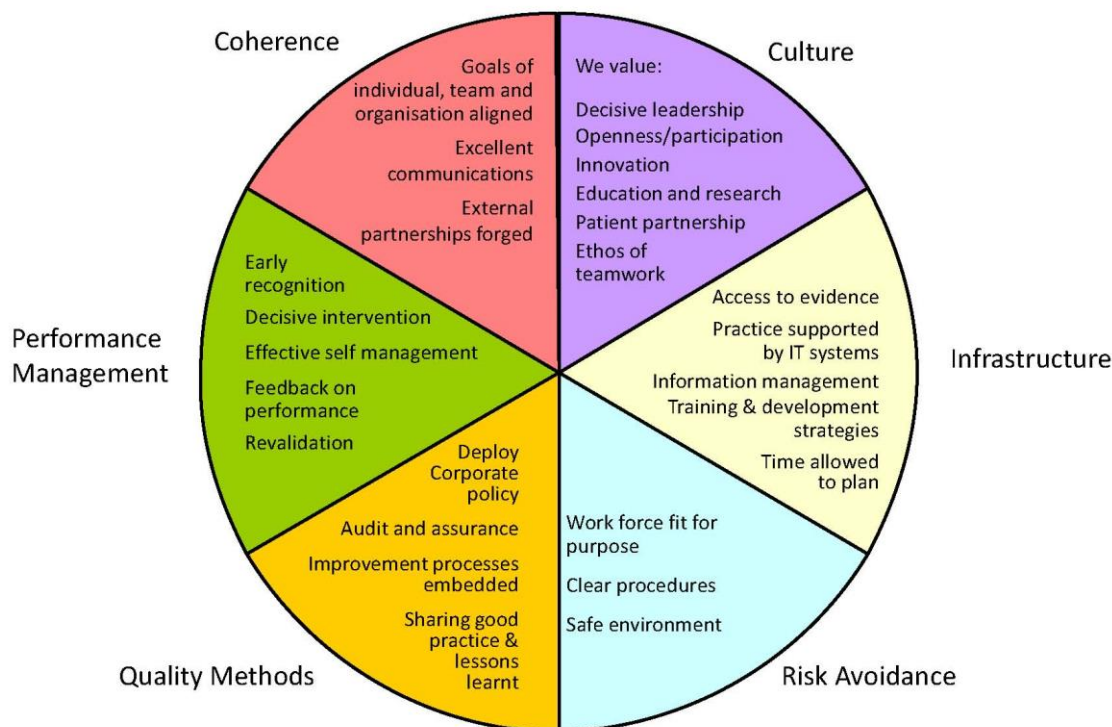 Coherence
Goals of
individual, team and
organisation aligned
Excellent
communications
External
partnerships forged
Culture
We value:
Decisive leadership
Openness/participation
Innovation
Education and research
Patient partnership
Ethos of
teamwork
Infrastructure
Access to evidence
Practice supported
by IT systems
Information management
Training & development
strategies
Time allowed
to plan
Risk Avoidance
Work force fit for
purpose
Clear procedures
Safe environment
Quality Methods
Deploy
Corporate
policy
Audit and assurance
Improvement processes
embedded
Sharing good
practice &
lessons
learnt
Performance
Management
Early
recognition
Decisive intervention
Effective self management
Feedback on
performance
Revalidation